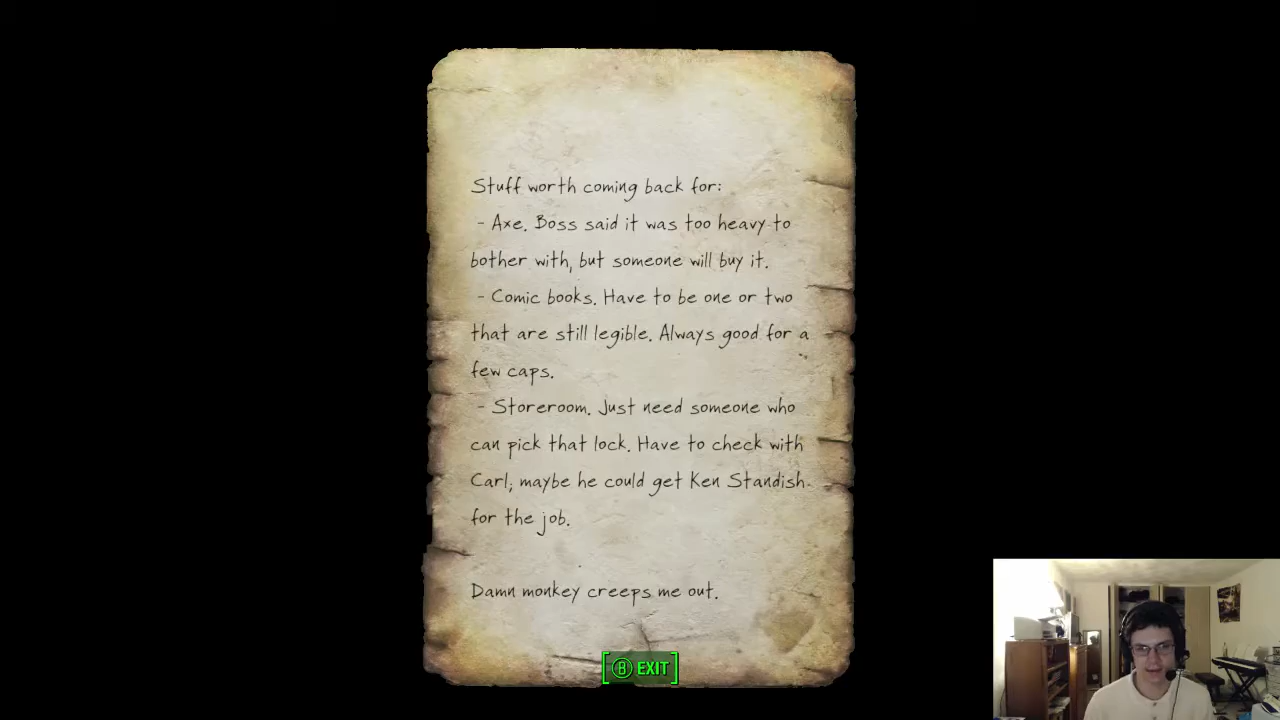 Stuff worth coming back for:
- Axe. Boss said it was too heavy to
bother with, but someone will buy it.
- Comic books. Have to be one or two
that are still legible. Always good for a
few caps.
- Storeroom. Just need someone who
can pick that lock. Have to check with
Carl, maybe he could get Ken Standish
for the job.
Damn monkey creeps me out.
B EXIT